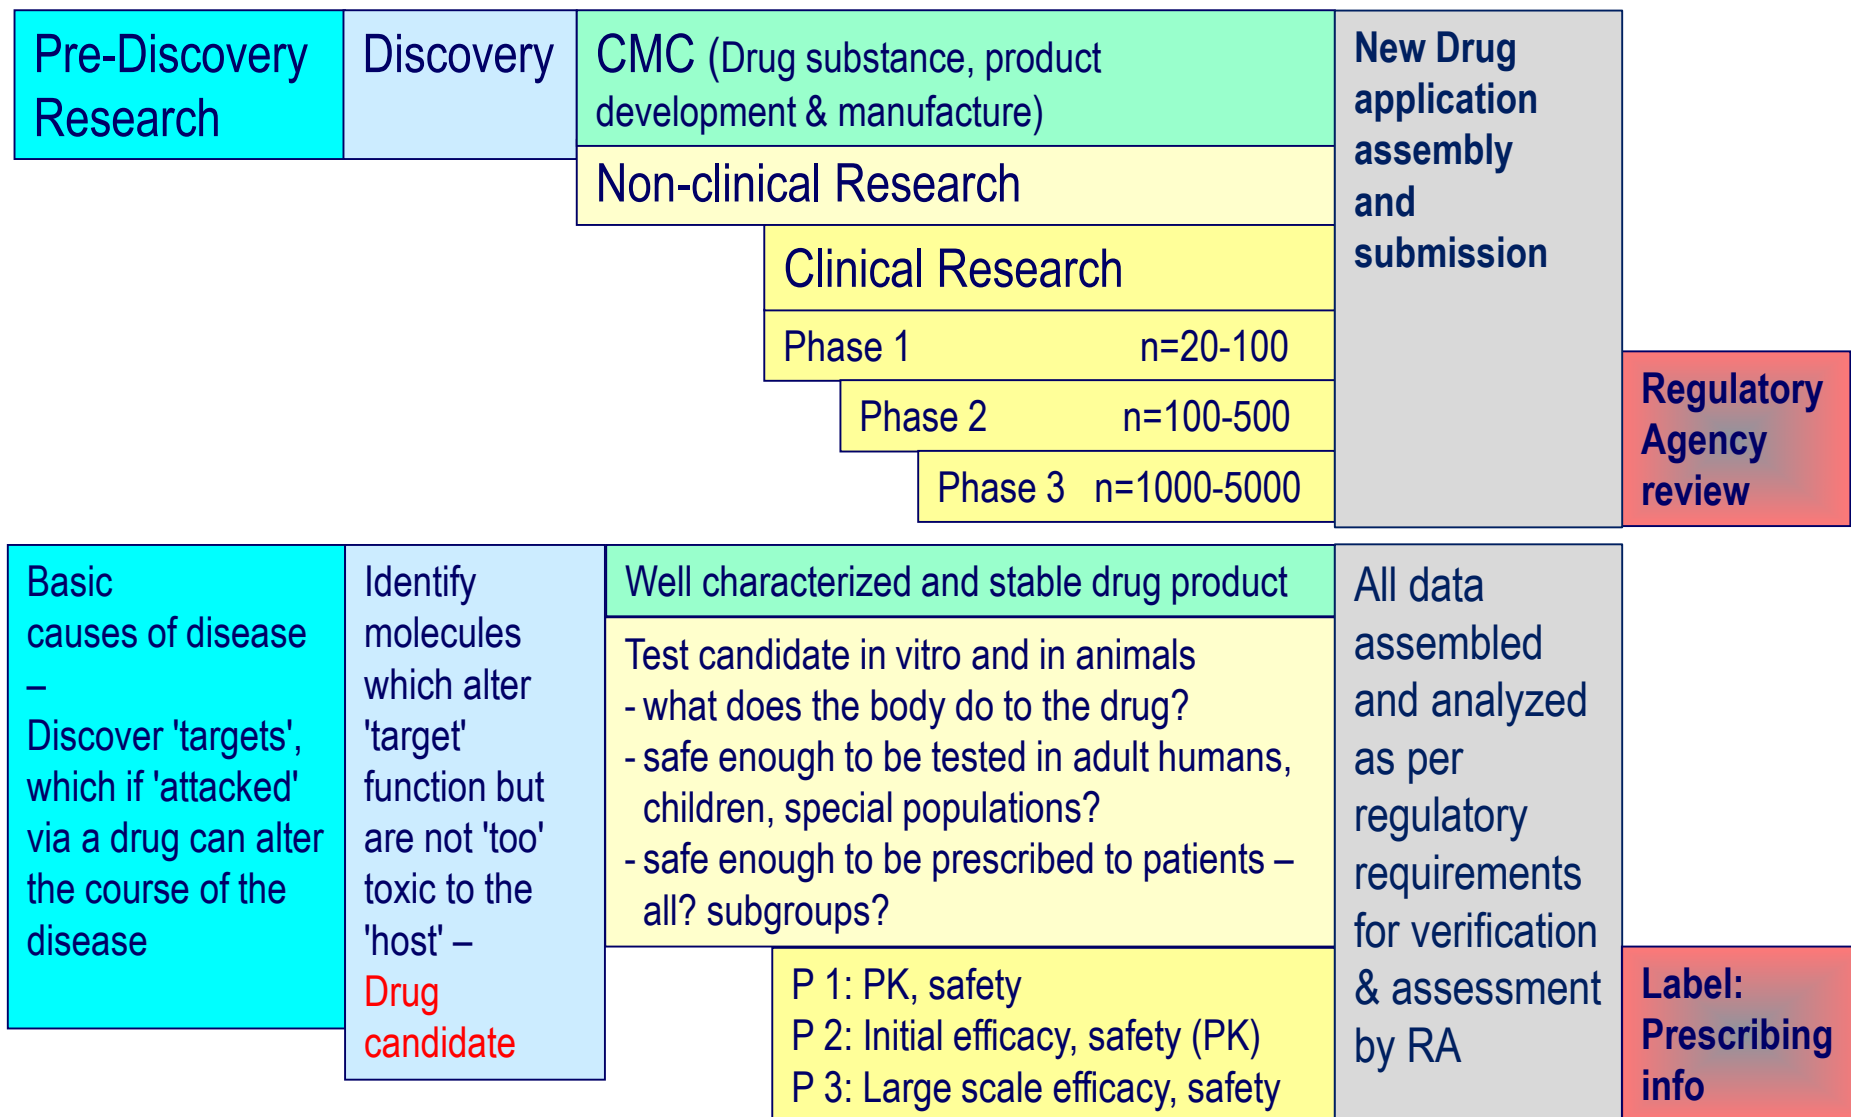 Pre-Discovery
Research
Discovery
CMC (Drug substance, product
development & manufacture)
Non-clinical Research
Clinical Research
Phase 1 n=20-100
Phase 2 n=100-500
Phase 3 n=1000-5000
New Drug
application
assembly
and
submission
Regulatory
Agency
review
Basic
causes of disease
–
Discover 'targets',
which if 'attacked'
via a drug can alter
the course of the
disease
Identify
molecules
which alter
'target'
function but
are not 'too'
toxic to the
'host' –
Drug
candidate
Well characterized and stable drug product
Test candidate in vitro and in animals
- what does the body do to the drug?
- safe enough to be tested in adult humans,
children, special populations?
- safe enough to be prescribed to patients –
all? subgroups?
P 1: PK, safety
P 2: Initial efficacy, safety (PK)
P 3: Large scale efficacy, safety
All data
assembled
and analyzed
as per
regulatory
requirements
for verification
& assessment
by RA
Label:
Prescribing
info